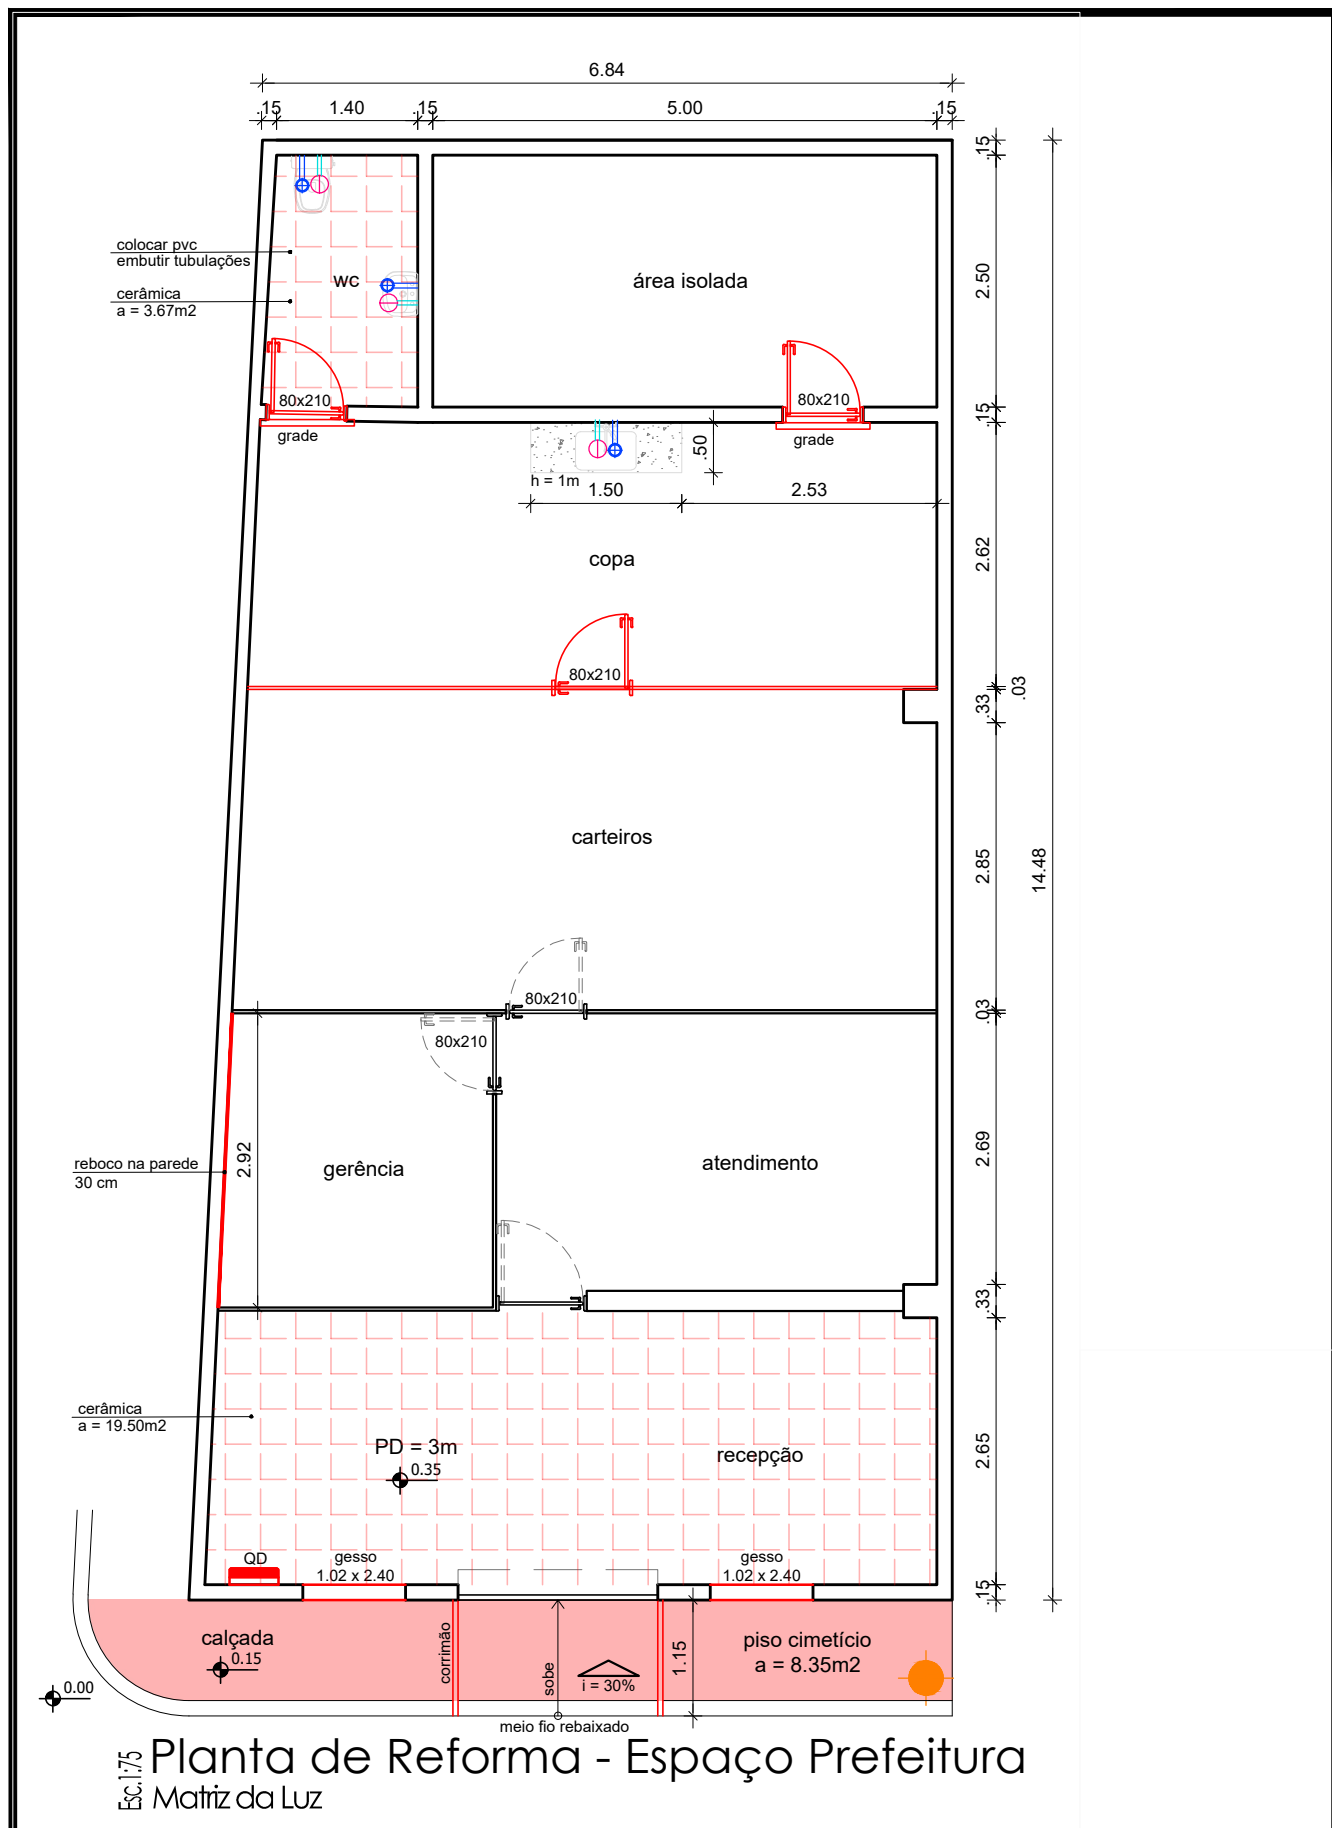 6.84
.15
1.40
.15
5.00
.15
.15
colocar pvc
embutir tubulações
wc
área isolada
2.50
cerâmica
a = 3.67m2
80x210
80x210
grade
grade
.15
.50
h = 1m
1.50
2.53
copa
2.62
80x210
.03
.33
carteiros
2.85
14.48
80x210
.03
80x210
reboco na parede
30 cm
2.92
gerência
atendimento
2.69
.33
cerâmica
a = 19.50m2
PD = 3m
0.35
recepção
2.65
QD
gesso
1.02 x 2.40
gesso
1.02 x 2.40
.15
calçada
0.15
corrimão
sobe
i = 30%
1.15
piso cimetício
a = 8.35m2
0.00
meio fio rebaixado
Esc.1:75
Planta de Reforma - Espaço Prefeitura
Matriz da Luz